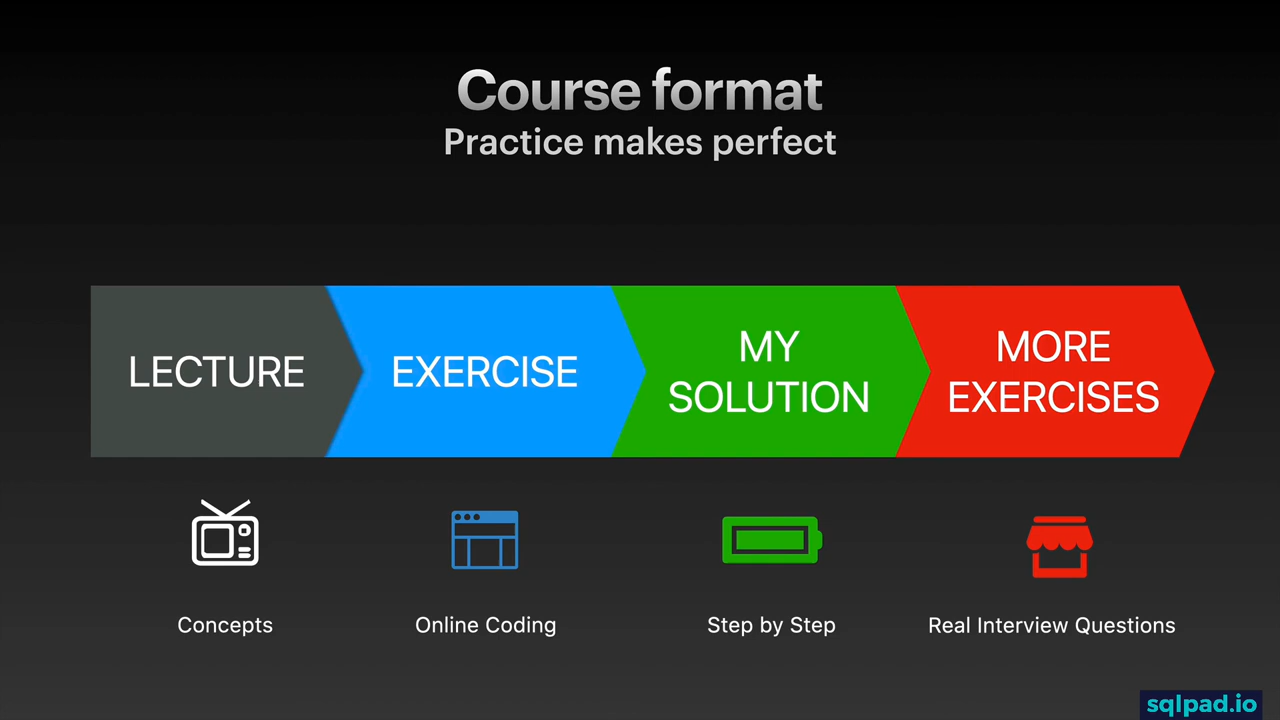 Course format
Practice makes perfect
LECTURE
EXERCISE
MY
SOLUTION
MORE
EXERCISES
Concepts
Online Coding
Step by Step
Real Interview Questions
sqlpad.io